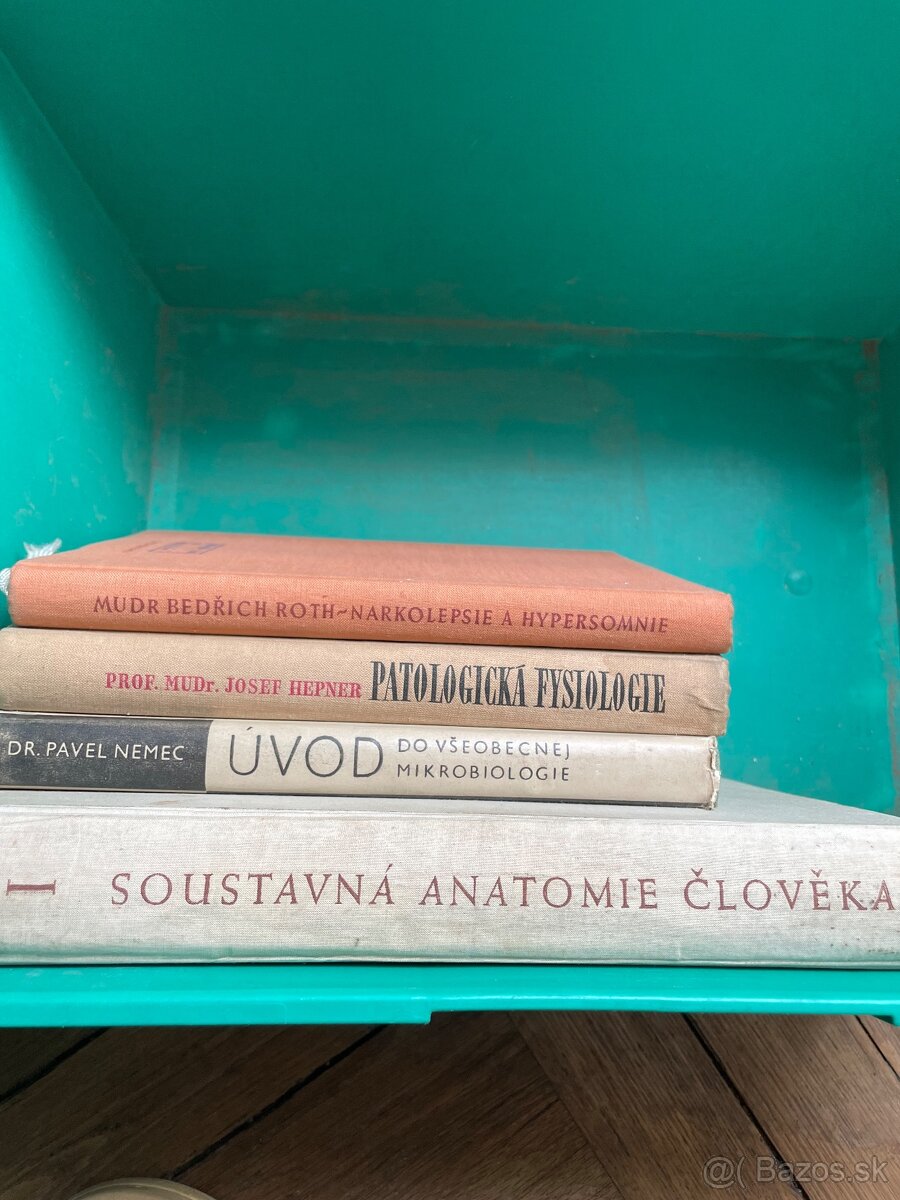 MUDR BEDŘICH ROTH~NARKOLEPSIE A HYPERSOMNIE
PROF. MUDr. JOSEF HEPNER PATOLOGICKÁ FYSIOLOGIE
DR. PAVEL NEMEC ÚVOD DO VŠEOBECNEJ
MIKROBIOLOGIE
I SOUSTAVNÁ ANATOMIE ČLOVĚKA
@( Bazos.sk